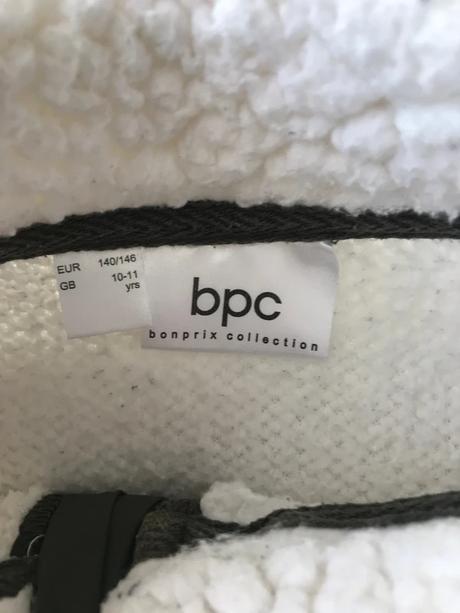 EUR 140/146
GB 10-11
yrs
bpc
bonprix collection